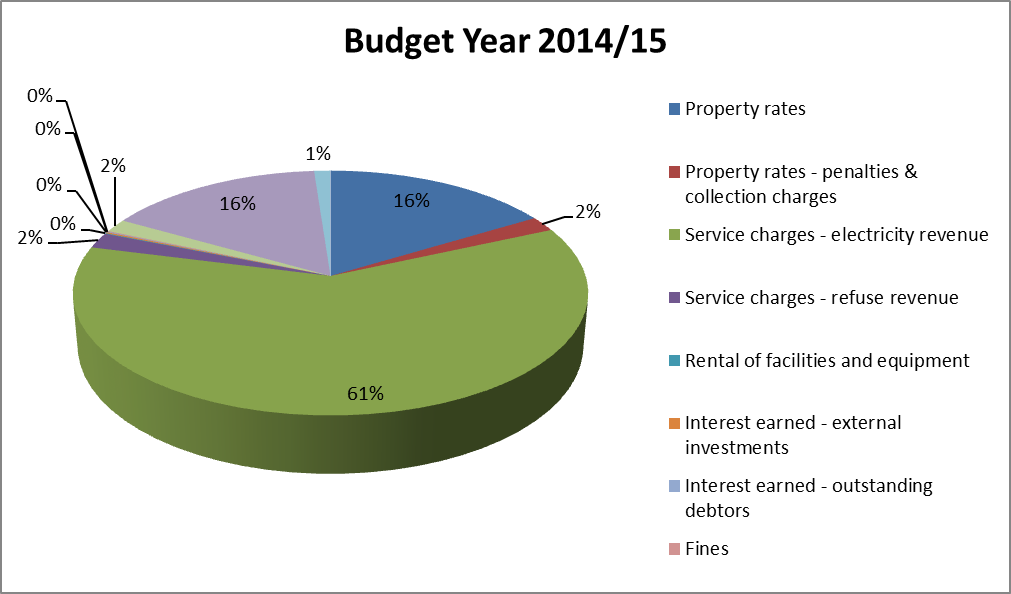 Budget Year 2014/15
0%
0%
2%
1%
0%
0%
2%
16%
16%
2%
61%
Property rates
Property rates - penalties &
collection charges
Service charges - electricity revenue
Service charges - refuse revenue
Rental of facilities and equipment
Interest earned - external
investments
Interest earned - outstanding
debtors
Fines